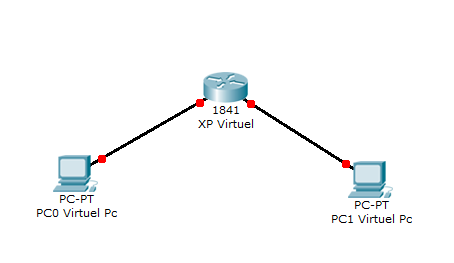 1841
XP Virtuel
PC-PT
PC0 Virtuel Pc
PC-PT
PC1 Virtuel Pc